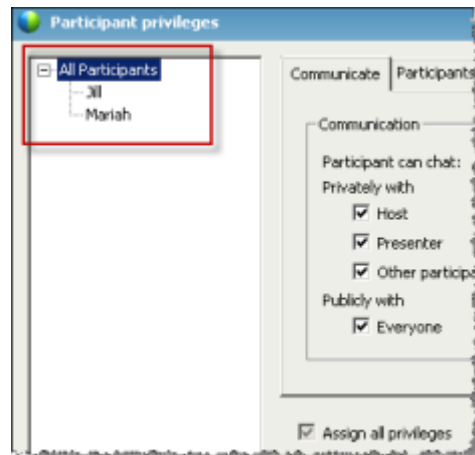 Participant privileges
All Participants
Jill
Mariah
Communicate
Participants
Communication
Participant can chat:
Privately with
Host
Presenter
Other particip
Publicly with
Everyone
Assign all privileges